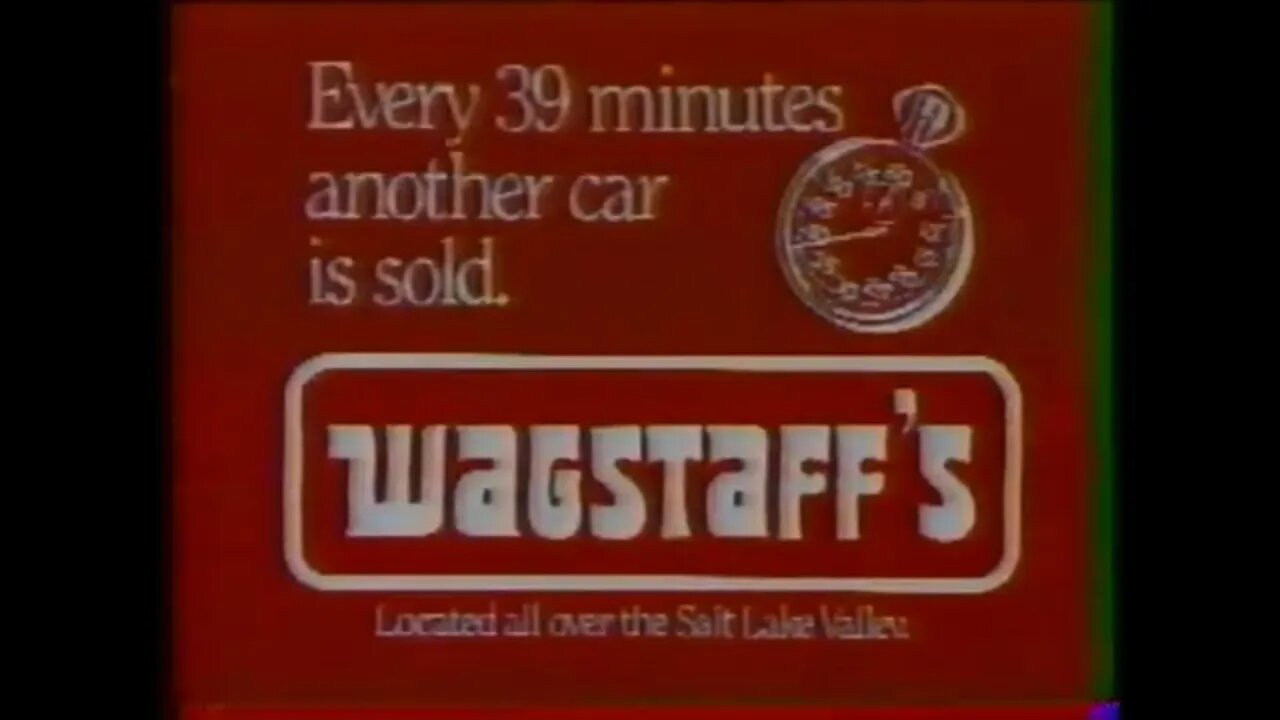 Every 39 minutes
another car
is sold.
WAGSTAFF'S
Located all over the Salt Lake Valley.